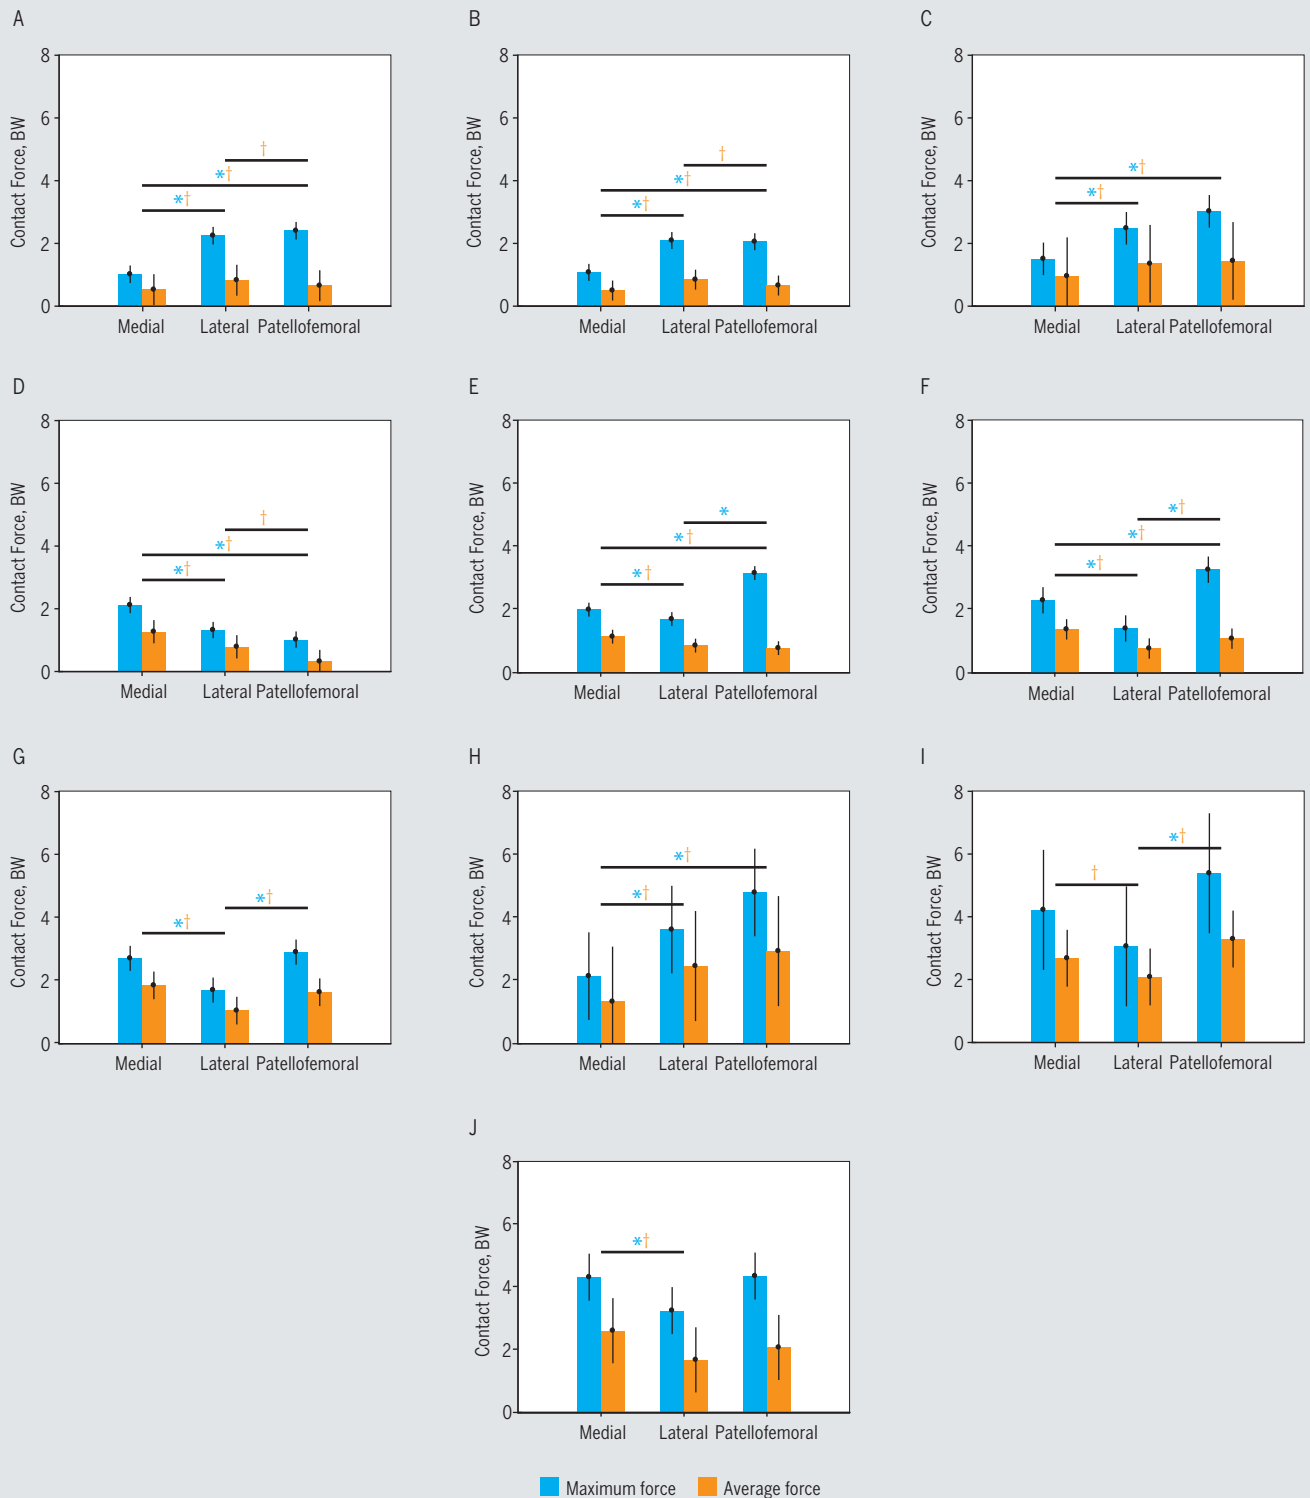 A
Contact Force, BW
8
6
4
2
0
†
*†
*†
Medial Lateral Patellofemoral
B
Contact Force, BW
8
6
4
2
0
†
*†
*†
Medial Lateral Patellofemoral
C
Contact Force, BW
8
6
4
2
0
*†
*†
Medial Lateral Patellofemoral
D
Contact Force, BW
8
6
4
2
0
†
*†
*†
Medial Lateral Patellofemoral
E
Contact Force, BW
8
6
4
2
0
*
*†
*†
Medial Lateral Patellofemoral
F
Contact Force, BW
8
6
4
2
0
*†
*†
*†
Medial Lateral Patellofemoral
G
Contact Force, BW
8
6
4
2
0
*†
*†
Medial Lateral Patellofemoral
H
Contact Force, BW
8
6
4
2
0
*†
*†
Medial Lateral Patellofemoral
I
Contact Force, BW
8
6
4
2
0
*†
†
Medial Lateral Patellofemoral
J
Contact Force, BW
8
6
4
2
0
*†
Medial Lateral Patellofemoral
Maximum force Average force